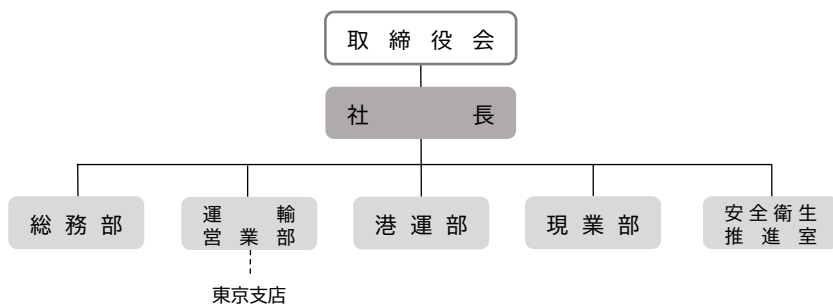 取締役会
社長
総務部
運輸
営業部
港運部
現業部
安全衛生
推進室
東京支店